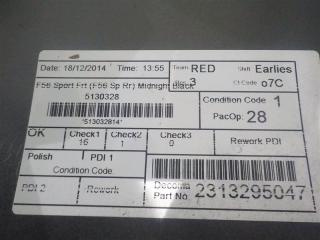 Date: 18/12/2014 Time: 13:55 Team RED Shift Earlies
3 Ct Code o7C
F56 Sport Frt (F56 Sp Rr) Midnight Black
5130328
*513032814*
Condition Code 1
PacOp: 28
OK Check1 Check2 Check3 Rework PDI
16 1 0
Polish PDI 1
Condition Code:
PDI 2 Rework
Decoma
Part No 2313295047